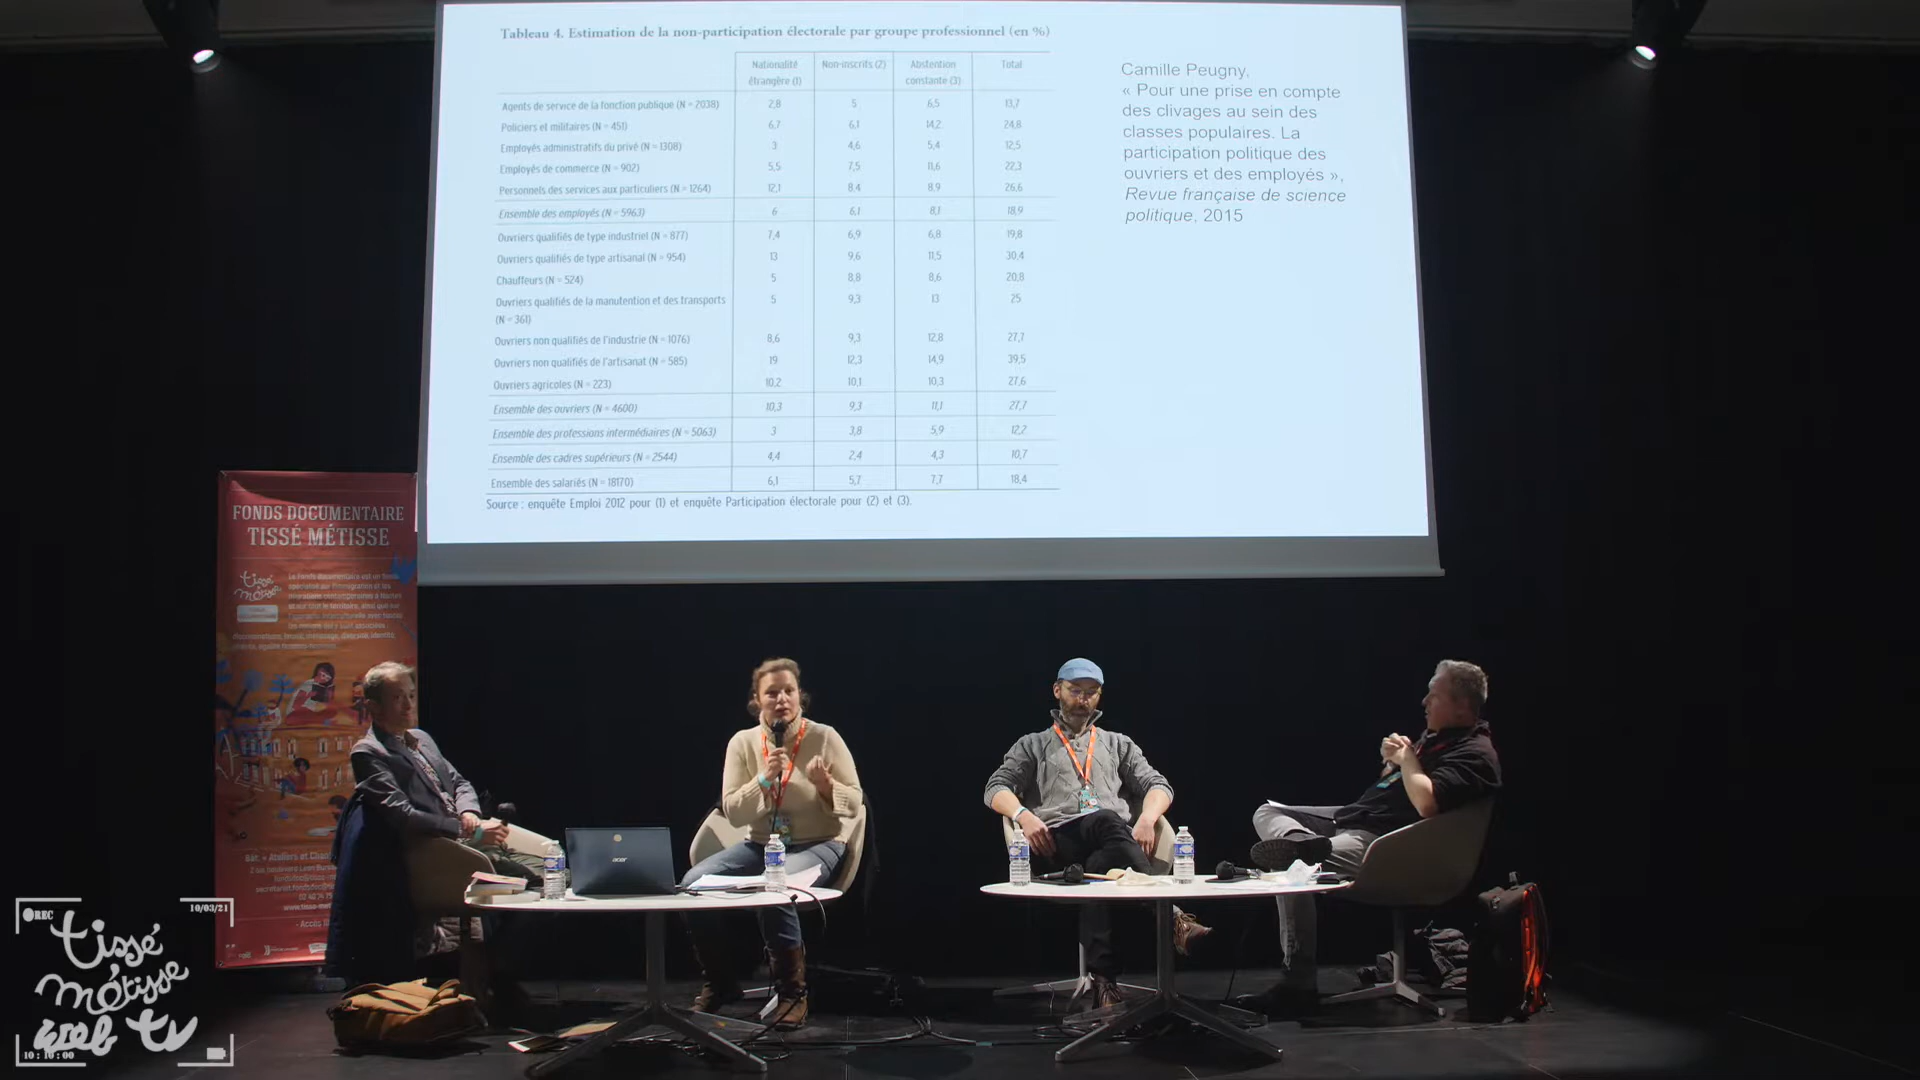 Tableau 4. Estimation de la non-participation électorale par groupe professionnel (en %)
Nationalité étrangère (1) Non-inscrits (2) Abstention constante (3) Total
Agents de service de la fonction publique (N = 2038) 2,8 5 6,5 13,7
Policiers et militaires (N = 451) 6,7 6,1 14,2 24,8
Employés administratifs du privé (N = 1308) 3 4,6 5,4 12,5
Employés de commerce (N = 902) 5,5 7,5 11,6 22,3
Personnels des services aux particuliers (N = 1264) 12,1 8,4 8,9 26,6
Ensemble des employés (N = 5963) 6 6,1 8,1 18,9
Ouvriers qualifiés de type industriel (N = 877) 7,4 6,9 6,8 19,8
Ouvriers qualifiés de type artisanal (N = 954) 13 9,6 11,5 30,4
Chauffeurs (N = 524) 5 8,8 8,6 20,8
Ouvriers qualifiés de la manutention et des transports 5 9,3 13 25
(N = 361)
Ouvriers non qualifiés de l'industrie (N = 1076) 8,6 9,3 12,8 27,7
Ouvriers non qualifiés de l'artisanat (N = 585) 19 12,3 14,9 39,5
Ouvriers agricoles (N = 223) 10,2 10,1 10,3 27,6
Ensemble des ouvriers (N = 4600) 10,3 9,3 11,1 27,7
Ensemble des professions intermédiaires (N = 5063) 3 3,8 5,9 12,2
Ensemble des cadres supérieurs (N = 2544) 4,4 2,4 4,3 10,7
Ensemble des salariés (N = 18170) 6,1 5,7 7,7 18,4
Source : enquête Emploi 2012 pour (1) et enquête Participation électorale pour (2) et (3).
Camille Peugny,
« Pour une prise en compte
des clivages au sein des
classes populaires. La
participation politique des
ouvriers et des employés »,
Revue française de science
politique, 2015
FONDS DOCUMENTAIRE
TISSÉ MÉTISSE
tissé
métisse
Le Fonds documentaire est un fonds
Bât. « Ateliers et
acer
REC 10/03/21
tissé
métisse
web tv
10 : 10 : 00